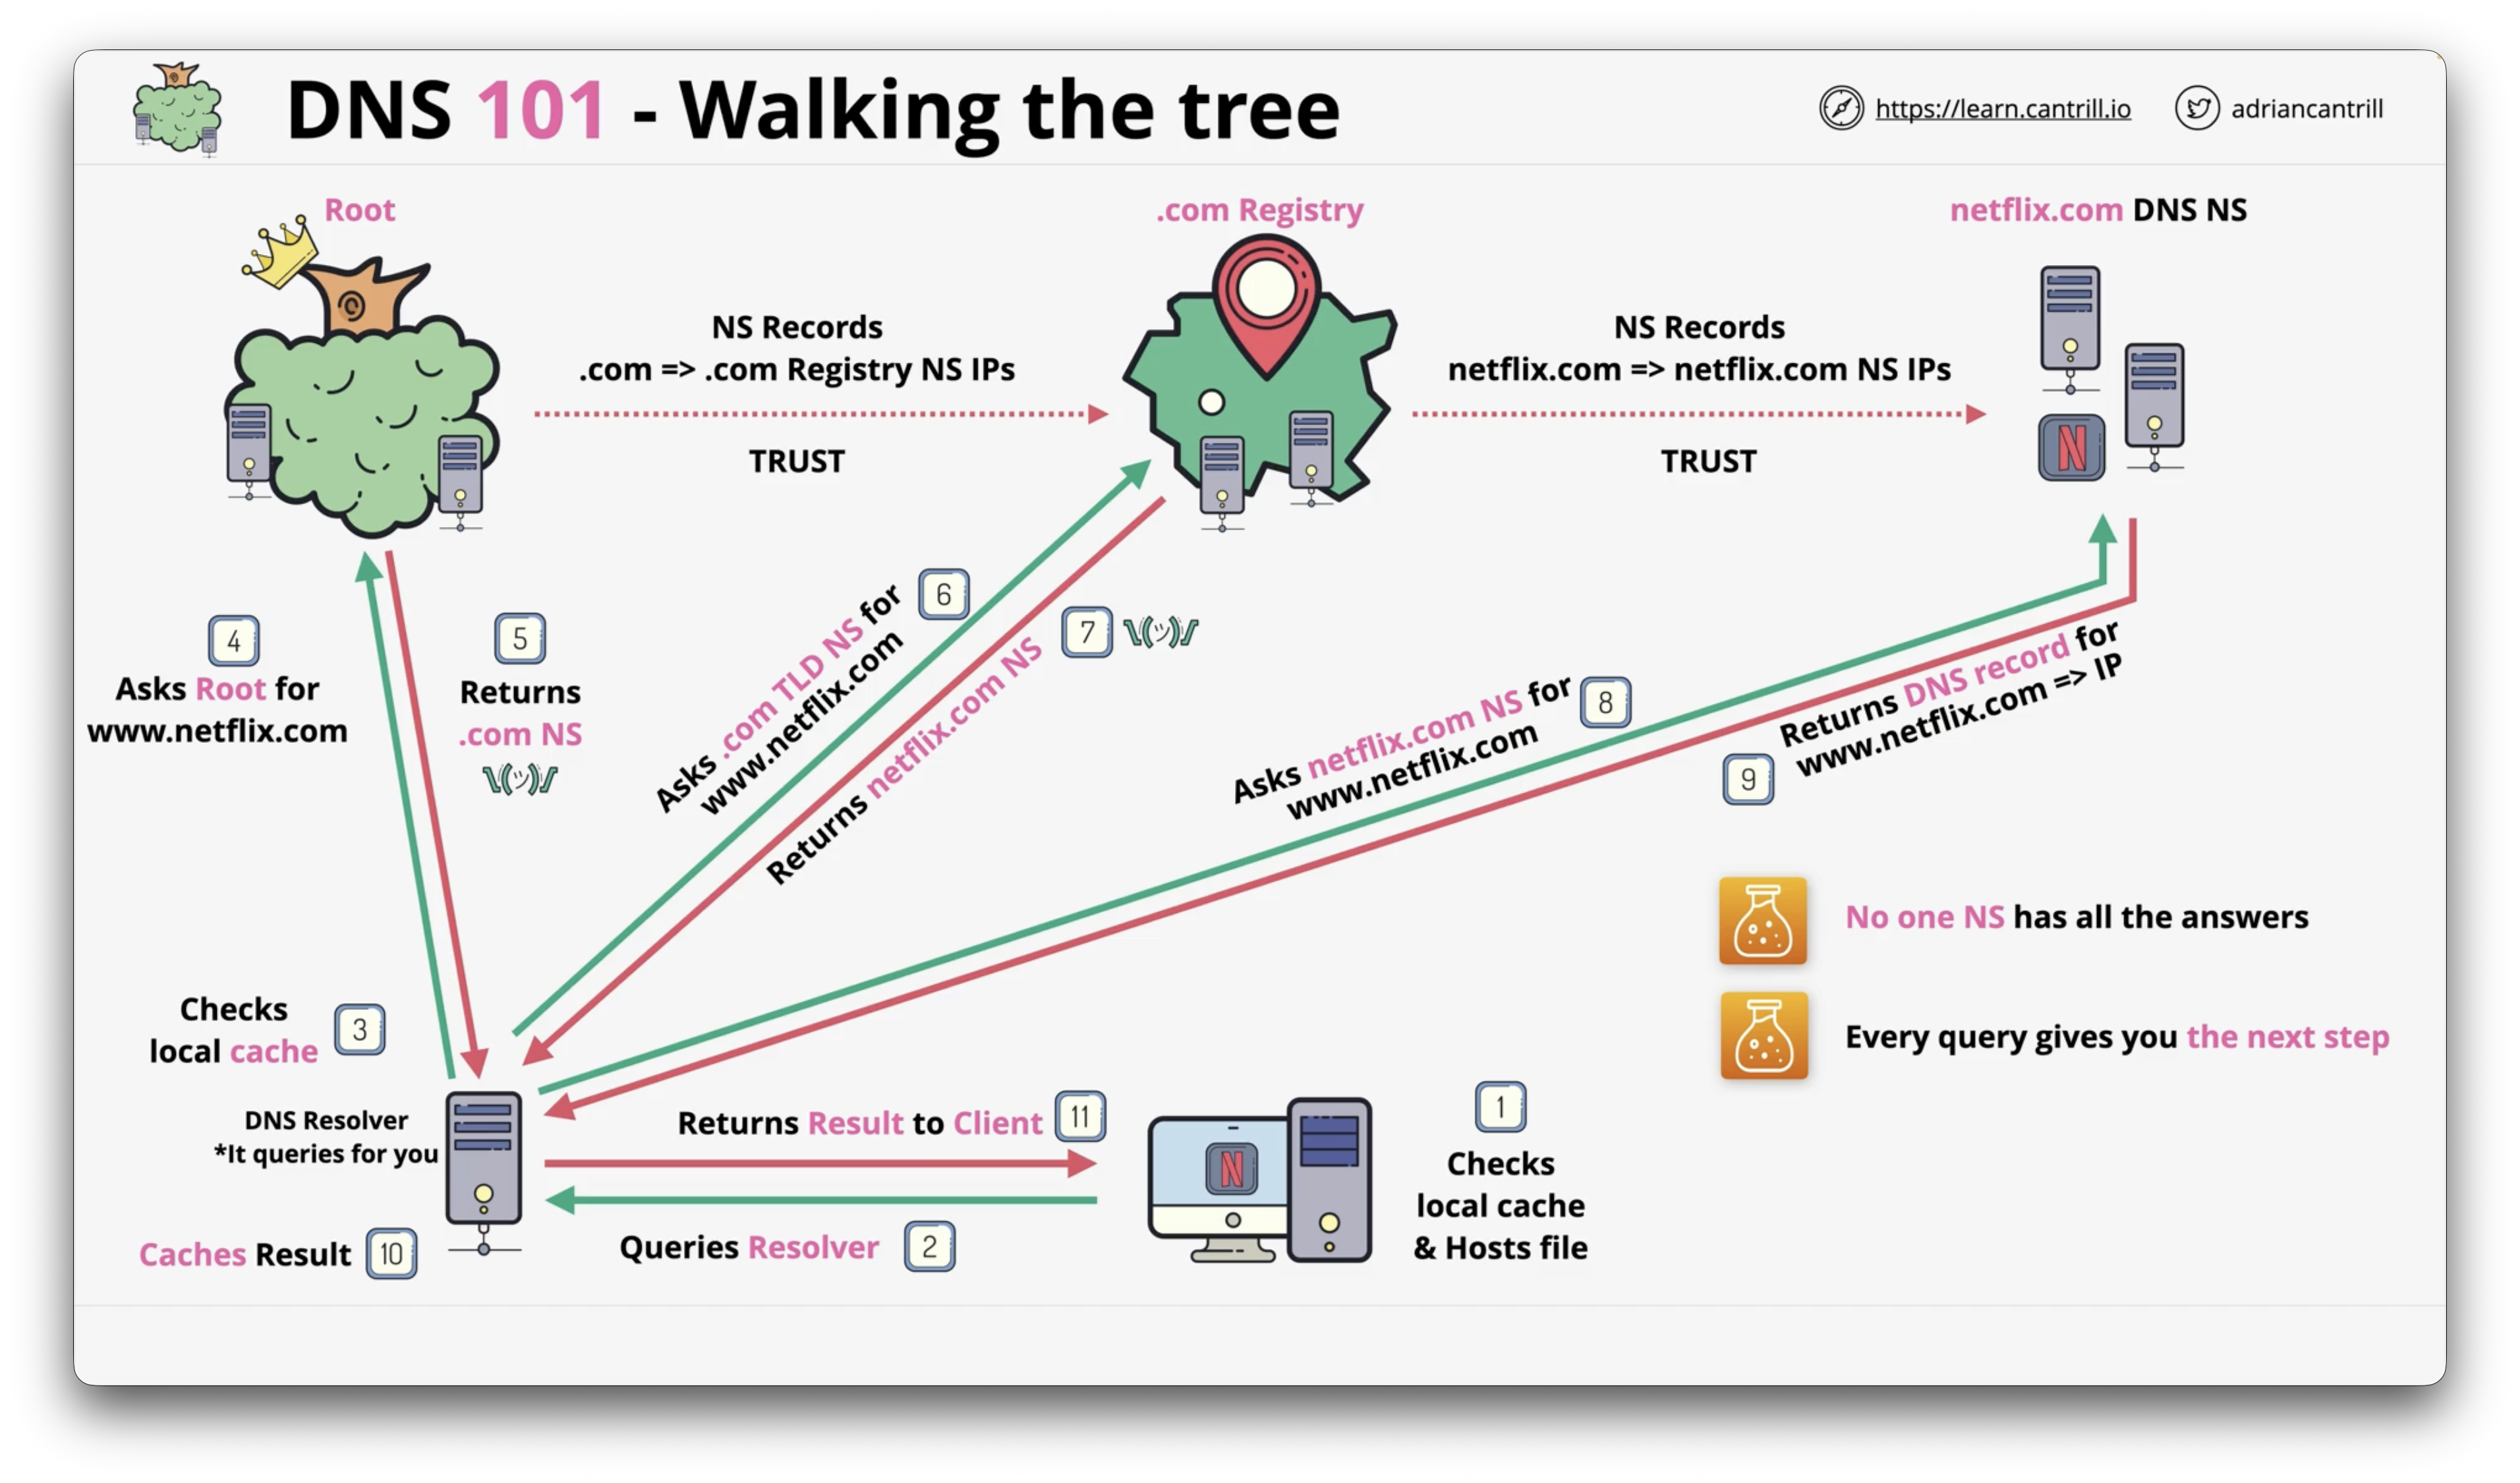 DNS 101 - Walking the tree
https://learn.cantrill.io
adriancantrill
Root
.com Registry
netflix.com DNS NS
NS Records
.com => .com Registry NS IPs
TRUST
NS Records
netflix.com => netflix.com NS IPs
TRUST
4
Asks Root for
www.netflix.com
5
Returns
.com NS
\(ツ)/
6
Asks .com TLD NS for
www.netflix.com
7
\(ツ)/
Returns netflix.com NS
8
Asks netflix.com NS for
www.netflix.com
9
Returns DNS record for
www.netflix.com => IP
No one NS has all the answers
Every query gives you the next step
Checks
local cache
3
DNS Resolver
*It queries for you
Caches Result
10
Returns Result to Client
11
Queries Resolver
2
N
N
1
Checks
local cache
& Hosts file